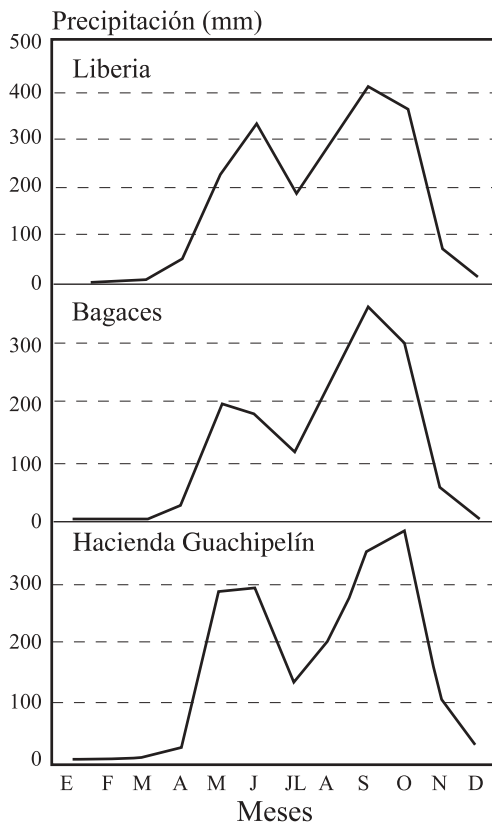 Precipitación (mm)
500
Liberia
400
300
200
100
0
Bagaces
300
200
100
0
Hacienda Guachipelín
300
200
100
0
E F M A M J JL A S O N D
Meses